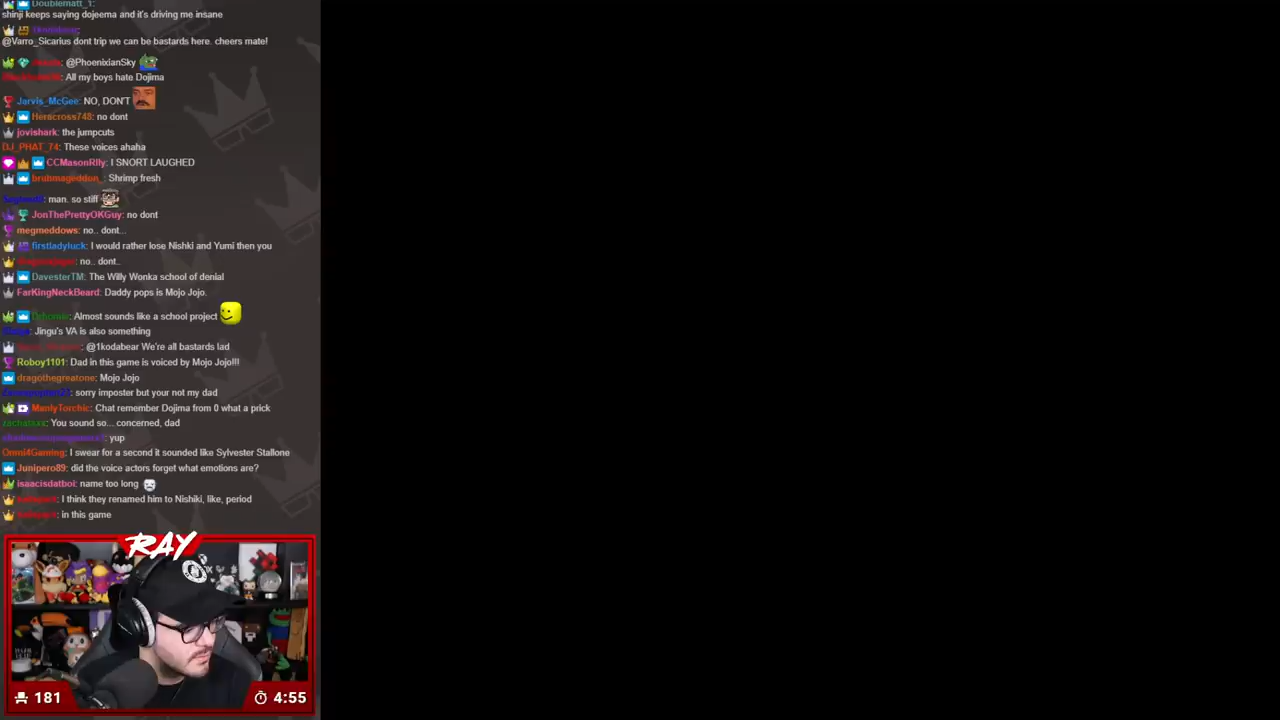 Doublematt_1:
shinji keeps saying dojeema and it's driving me insane
@Varro_Sicarius dont trip we can be bastards here. cheers mate!
: @PhoenixianSky
: All my boys hate Dojima
Jarvis_McGee: NO, DON'T
Heracross748: no dont
jovishark: the jumpcuts
DJ_PHAT_74: These voices ahaha
CCMasonRlly: I SNORT LAUGHED
bruhmageddon_: Shrimp fresh
: man. so stiff
JonThePrettyOKGuy: no dont
megmeddows: no.. dont...
firstladyluck: I would rather lose Nishki and Yumi then you
: no.. dont..
DavesterTM: The Willy Wonka school of denial
FarKingNeckBeard: Daddy pops is Mojo Jojo.
: Almost sounds like a school project
: Jingu's VA is also something
: @1kodabear We're all bastards lad
Roboy1101: Dad in this game is voiced by Mojo Jojo!!!
dragothegreatone: Mojo Jojo
: sorry imposter but your not my dad
ManlyTorchic: Chat remember Dojima from 0 what a prick
: You sound so... concerned, dad
: yup
Omni4Gaming: I swear for a second it sounded like Sylvester Stallone
Junipero89: did the voice actors forget what emotions are?
isaacisdatboi: name too long
: I think they renamed him to Nishiki, like, period
: in this game
RAY
181
4:55